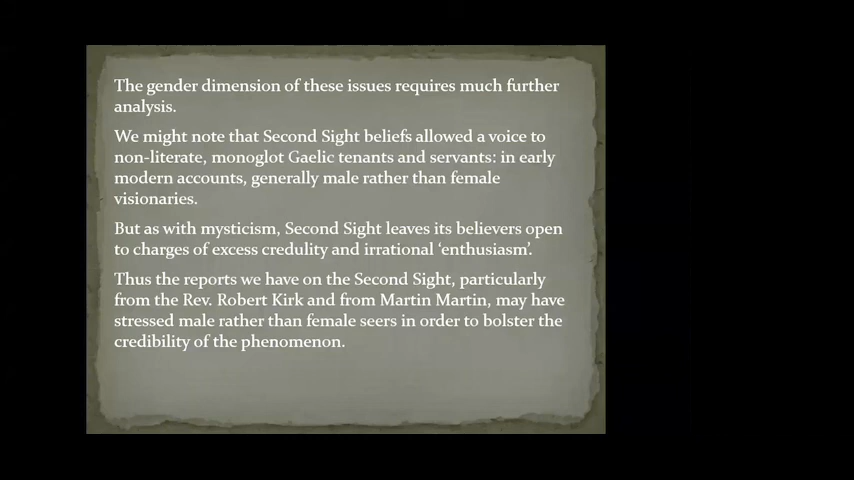 The gender dimension of these issues requires much further
analysis.
We might note that Second Sight beliefs allowed a voice to
non-literate, monoglot Gaelic tenants and servants: in early
modern accounts, generally male rather than female
visionaries.
But as with mysticism, Second Sight leaves its believers open
to charges of excess credulity and irrational ‘enthusiasm’.
Thus the reports we have on the Second Sight, particularly
from the Rev. Robert Kirk and from Martin Martin, may have
stressed male rather than female seers in order to bolster the
credibility of the phenomenon.